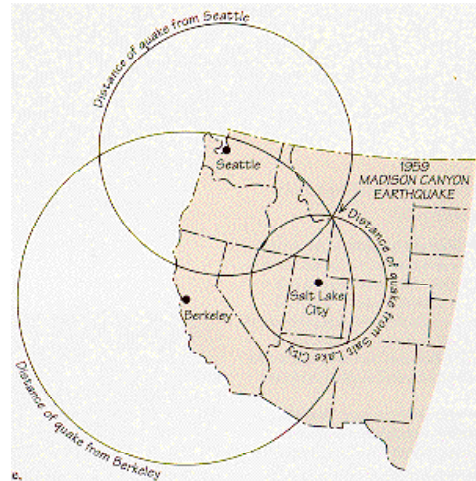 Distance of quake from Seattle
Seattle
1959
MADISON CANYON
EARTHQUAKE
Distance of quake from Salt Lake City
Salt Lake
City
Berkeley
Distance of quake from Berkeley
e.